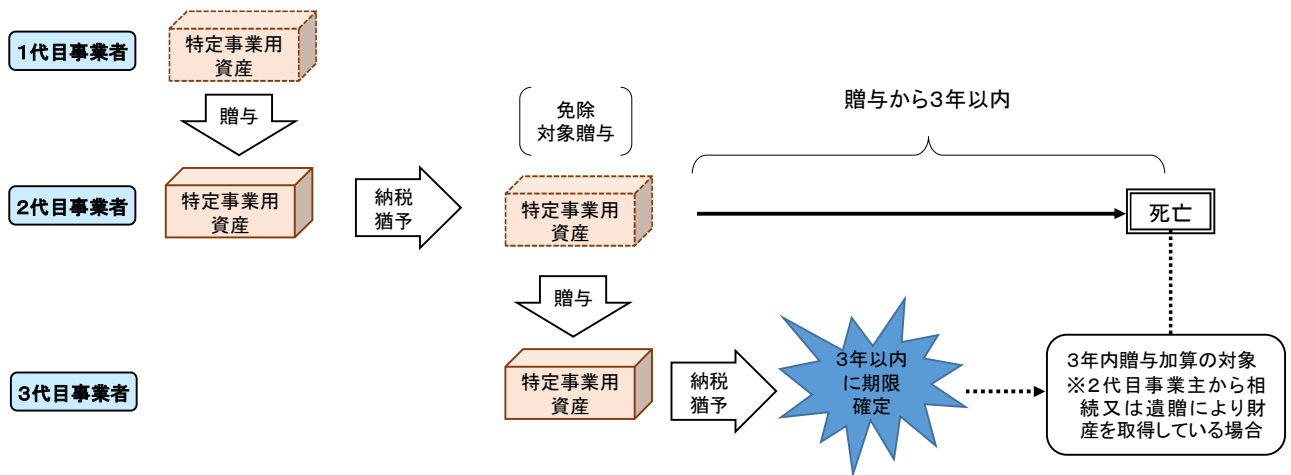 1代目事業者
特定事業用
資産
贈与
免除
対象贈与
贈与から3年以内
2代目事業者
特定事業用
資産
納税
猶予
特定事業用
資産
死亡
贈与
3代目事業者
特定事業用
資産
納税
猶予
3年以内
に期限
確定
3年内贈与加算の対象
※2代目事業主から相
続又は遺贈により財
産を取得している場合